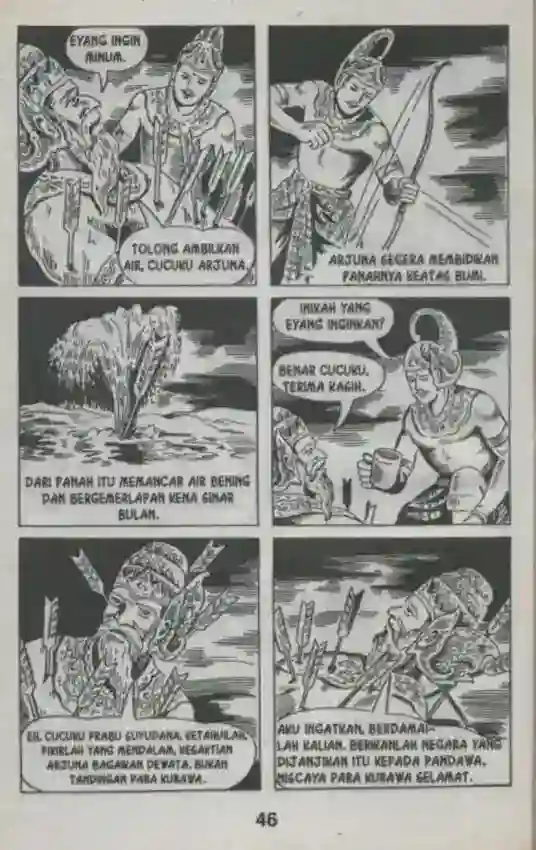 EYANG INGIN
MINUM.
TOLONG AMBILKAN
AIR, CUCUKU ARJUNA.
ARJUNA SEGERA MEMBIDIKAN
PANAHNYA KEATAS BUMI.
DARI PANAH ITU MEMANCAR AIR BENING
DAN BERGEMERLAPAN KENA SINAR
BULAN.
INIKAH YANG
EYANG INGINKAN?
BENAR CUCUKU,
TERIMA KASIH.
EH, CUCUKU PRABU SUYUDANA, KETAHUILAH,
PIKIRLAH YANG MENDALAM, KESAKTIAN
ARJUNA BAGAIKAN DEWATA, BUKAN
TANDINGAN PARA KURAWA.
AKU INGATKAN, BERDAMAI-
LAH KALIAN. BERIKANLAH NEGARA YANG
DIJANJIKAN ITU KEPADA PANDAWA,
NISCAYA PARA KURAWA SELAMAT.
46